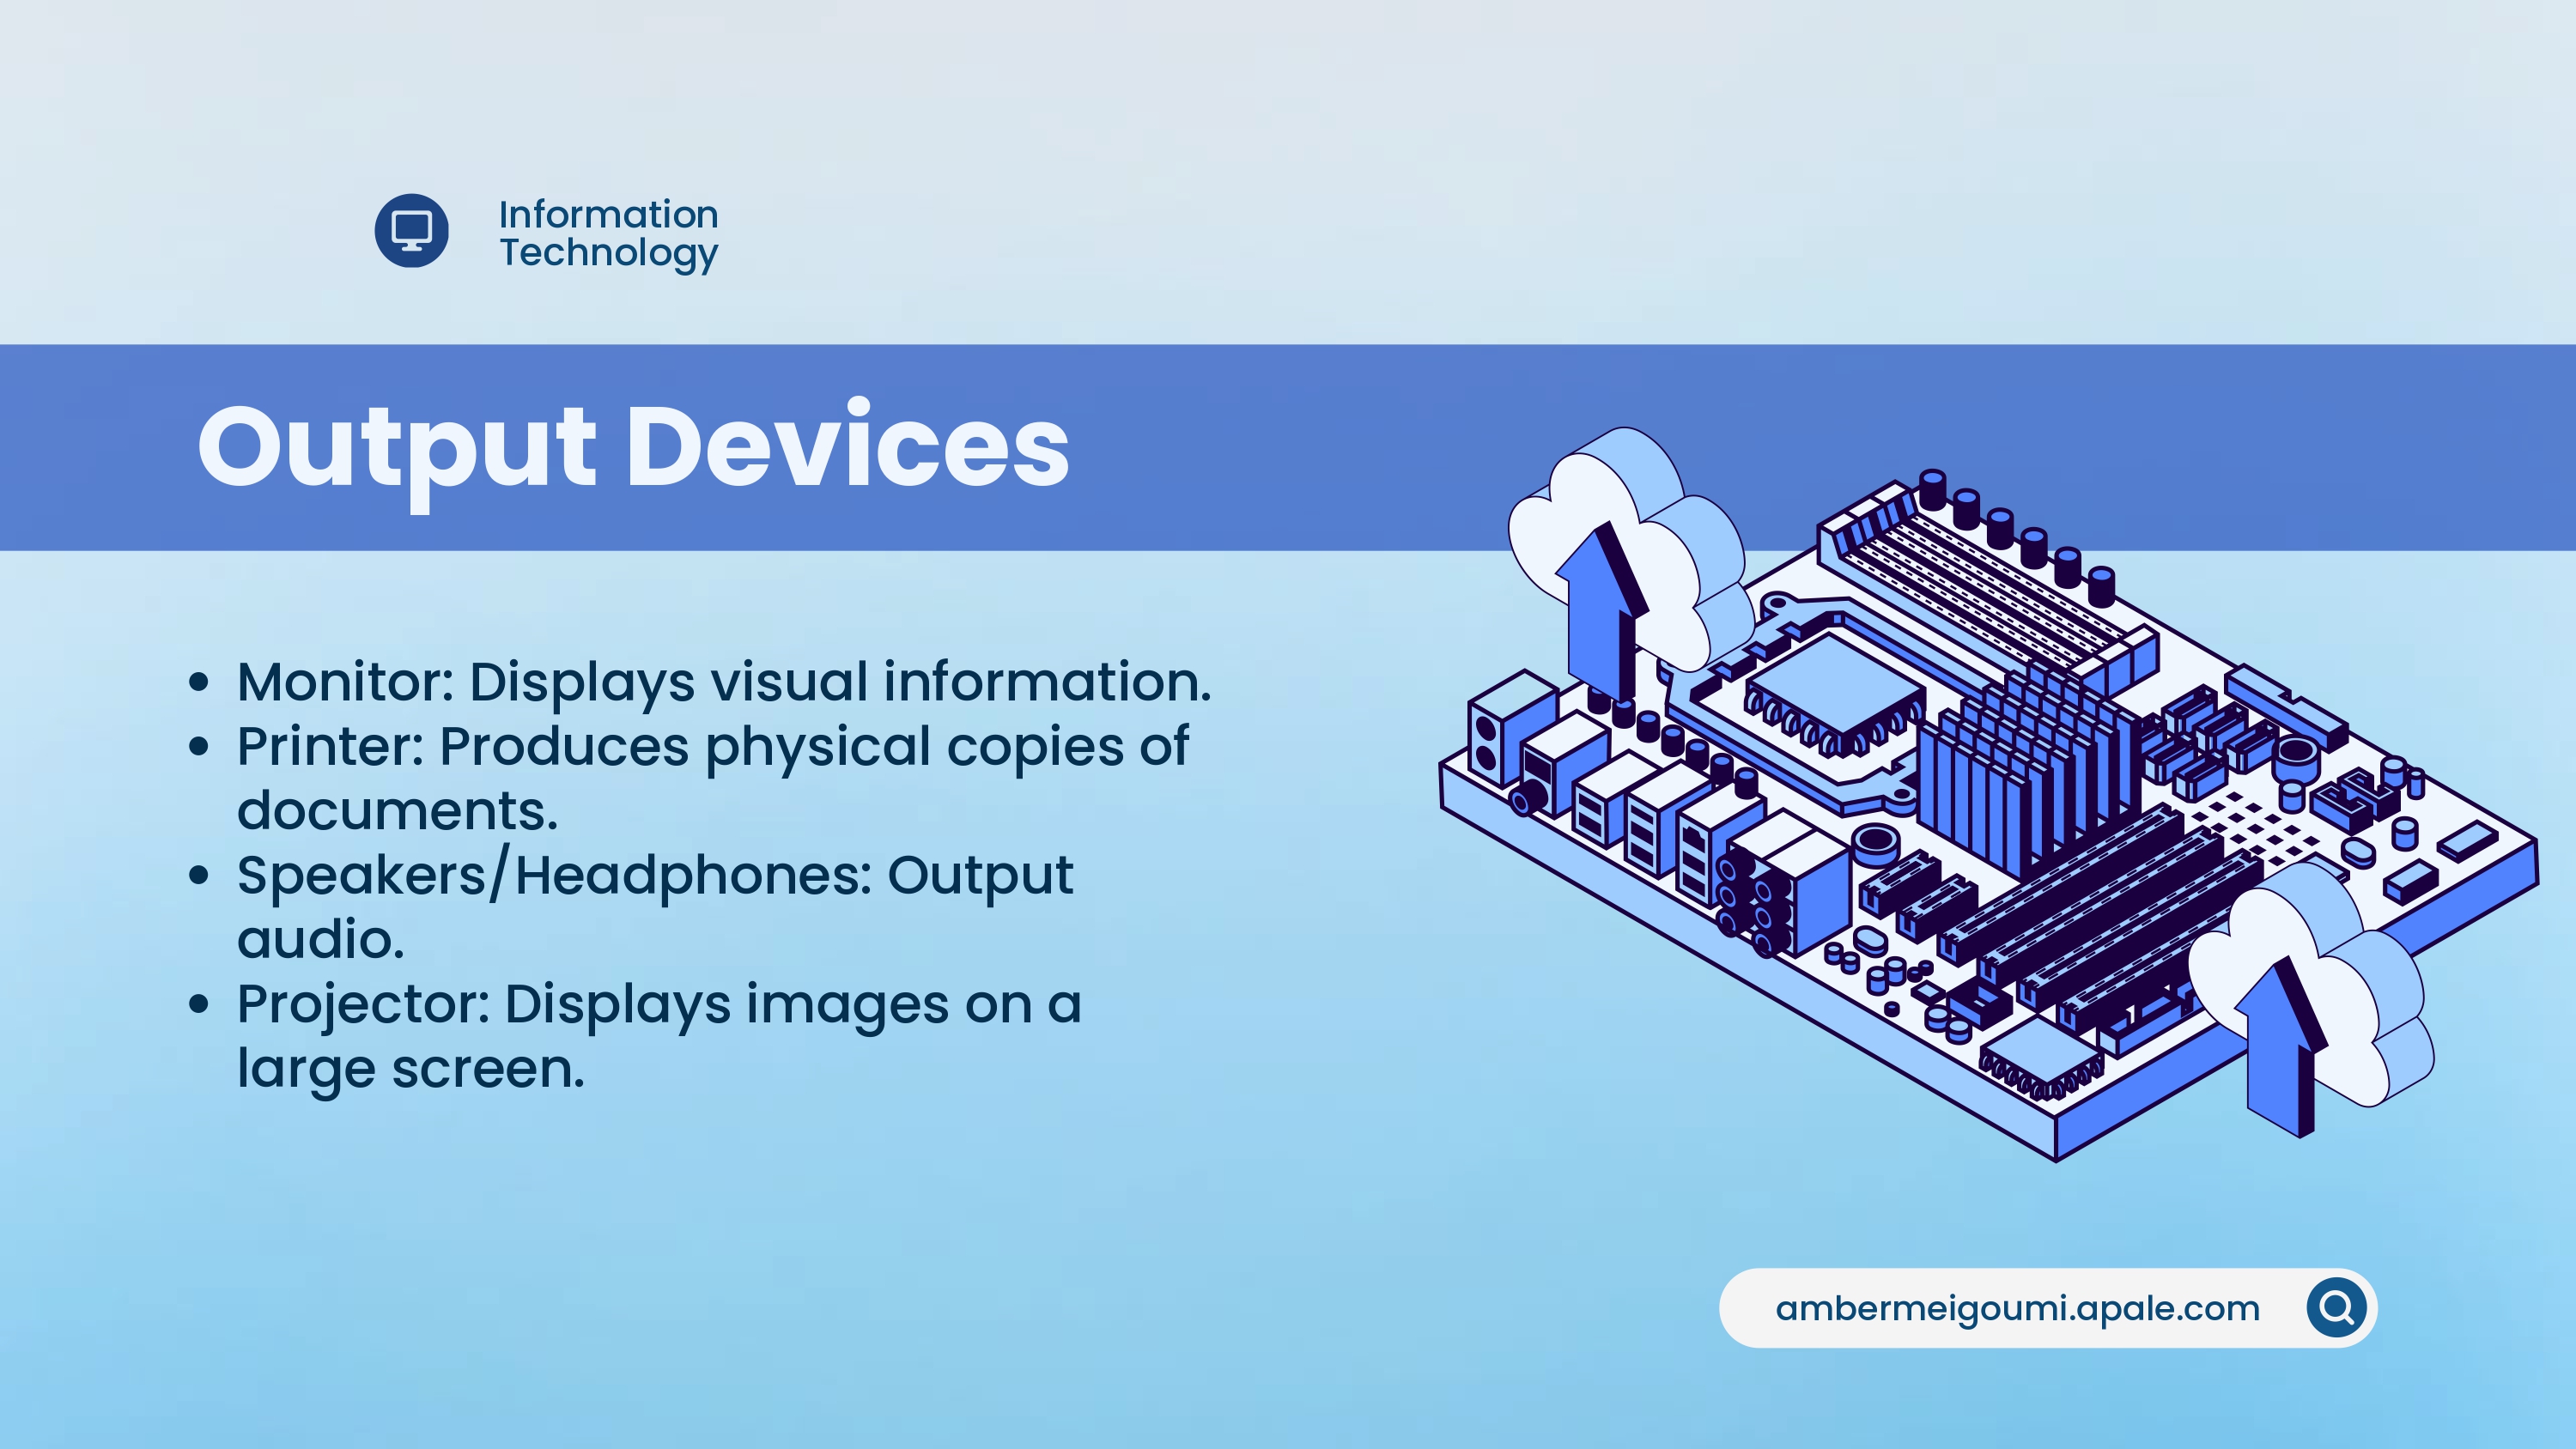 Information
Technology
Output Devices
• Monitor: Displays visual information.
• Printer: Produces physical copies of
documents.
• Speakers/Headphones: Output
audio.
• Projector: Displays images on a
large screen.
ambermeigoumi.apale.com